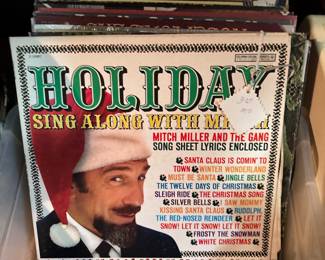 HOLIDAY
SING ALONG WITH
MITCH MILLER AND THE GANG
SONG SHEET LYRICS ENCLOSED
SANTA CLAUS IS COMIN' TO
TOWN WINTER WONDERLAND
MUST BE SANTA JINGLE BELLS
THE TWELVE DAYS OF CHRISTMAS
SLEIGH RIDE THE CHRISTMAS SONG
SILVER BELLS I SAW MOMMY
KISSING SANTA CLAUS RUDOLPH,
THE RED-NOSED REINDEER LET IT
SNOW! LET IT SNOW! LET IT SNOW!
FROSTY THE SNOWMAN
WHITE CHRISTMAS